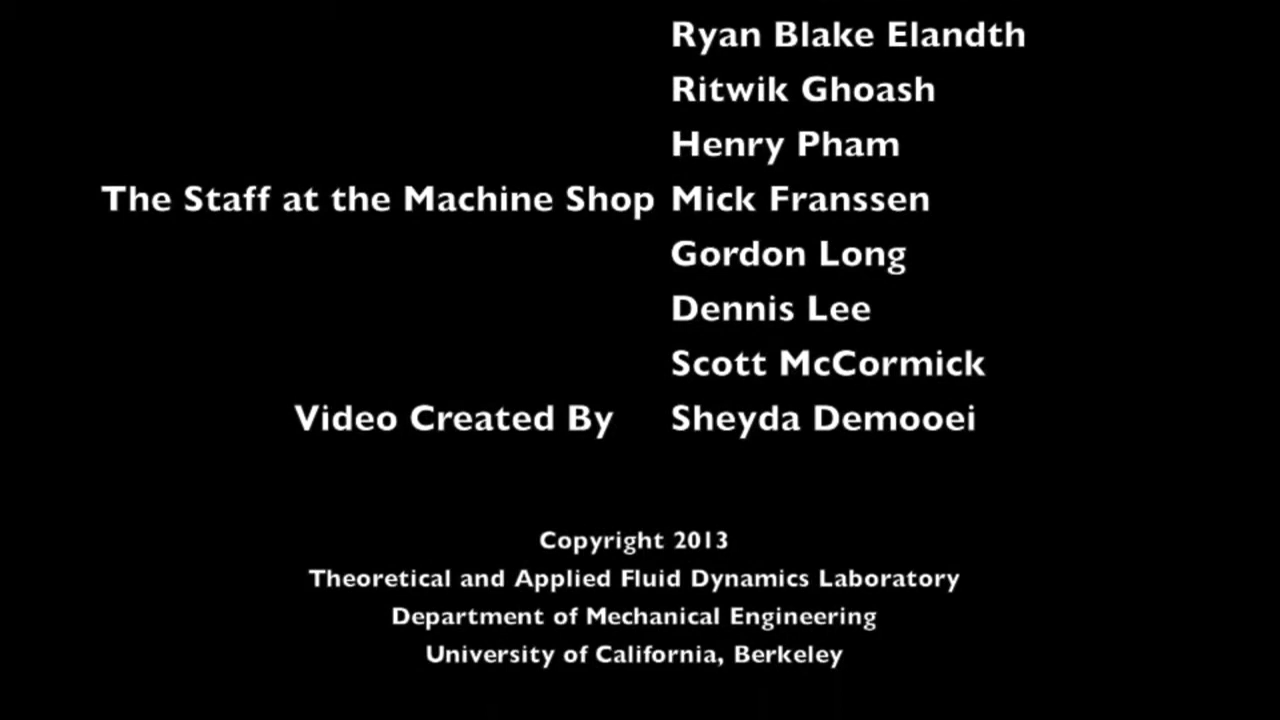 Ryan Blake Elandth
Ritwik Ghoash
Henry Pham
The Staff at the Machine Shop Mick Franssen
Gordon Long
Dennis Lee
Scott McCormick
Video Created By Sheyda Demooei
Copyright 2013
Theoretical and Applied Fluid Dynamics Laboratory
Department of Mechanical Engineering
University of California, Berkeley